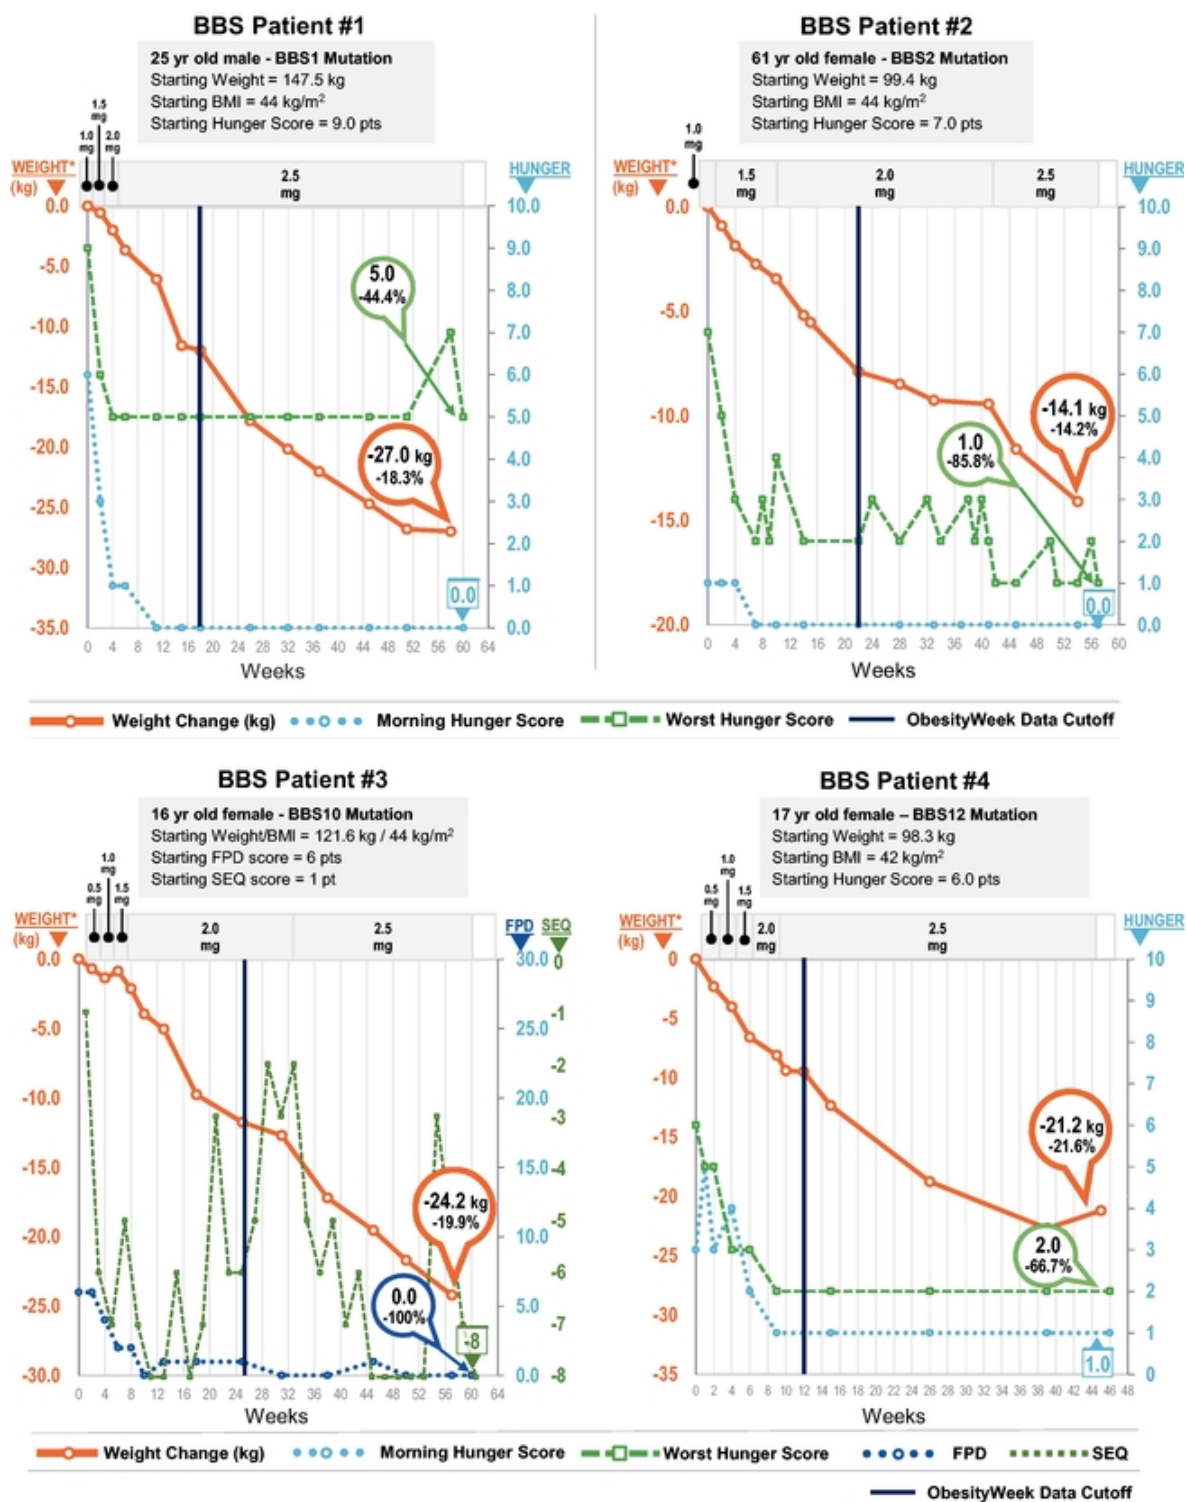 BBS Patient #1
25 yr old male - BBS1 Mutation
Starting Weight = 147.5 kg
Starting BMI = 44 kg/m²
Starting Hunger Score = 9.0 pts
1.0 mg
1.5 mg
2.0 mg
2.5 mg
WEIGHT* (kg)
HUNGER
0.0
-5.0
-10.0
-15.0
-20.0
-25.0
-30.0
-35.0
10.0
9.0
8.0
7.0
6.0
5.0
4.0
3.0
2.0
1.0
0.0
5.0
-44.4%
-27.0 kg
-18.3%
0.0
0 4 8 12 16 20 24 28 32 36 40 44 48 52 56 60 64
Weeks
BBS Patient #2
61 yr old female - BBS2 Mutation
Starting Weight = 99.4 kg
Starting BMI = 44 kg/m²
Starting Hunger Score = 7.0 pts
1.0 mg
1.5 mg
2.0 mg
2.5 mg
WEIGHT* (kg)
HUNGER
0.0
-5.0
-10.0
-15.0
-20.0
10.0
9.0
8.0
7.0
6.0
5.0
4.0
3.0
2.0
1.0
0.0
-14.1 kg
-14.2%
1.0
-85.8%
0.0
0 4 8 12 16 20 24 28 32 36 40 44 48 52 56 60
Weeks
Weight Change (kg) Morning Hunger Score Worst Hunger Score ObesityWeek Data Cutoff
BBS Patient #3
16 yr old female - BBS10 Mutation
Starting Weight/BMI = 121.6 kg / 44 kg/m²
Starting FPD score = 6 pts
Starting SEQ score = 1 pt
0.5 mg
1.0 mg
1.5 mg
2.0 mg
2.5 mg
WEIGHT* (kg)
FPD SEQ
0.0
-5.0
-10.0
-15.0
-20.0
-25.0
-30.0
30.0
25.0
20.0
15.0
10.0
5.0
0.0
0
-1
-2
-3
-4
-5
-6
-7
-8
-24.2 kg
-19.9%
0.0
-100%
-8
0 4 8 12 16 20 24 28 32 36 40 44 48 52 56 60 64
Weeks
BBS Patient #4
17 yr old female – BBS12 Mutation
Starting Weight = 98.3 kg
Starting BMI = 42 kg/m²
Starting Hunger Score = 6.0 pts
0.5 mg
1.0 mg
1.5 mg
2.0 mg
2.5 mg
WEIGHT* (kg)
HUNGER
0.0
-5
-10
-15
-20
-25
-30
-35
10
9
8
7
6
5
4
3
2
1
0
-21.2 kg
-21.6%
2.0
-66.7%
1.0
0 2 4 6 8 10 12 14 16 18 20 22 24 26 28 30 32 34 36 38 40 42 44 46 48
Weeks
Weight Change (kg) Morning Hunger Score Worst Hunger Score FPD SEQ
ObesityWeek Data Cutoff